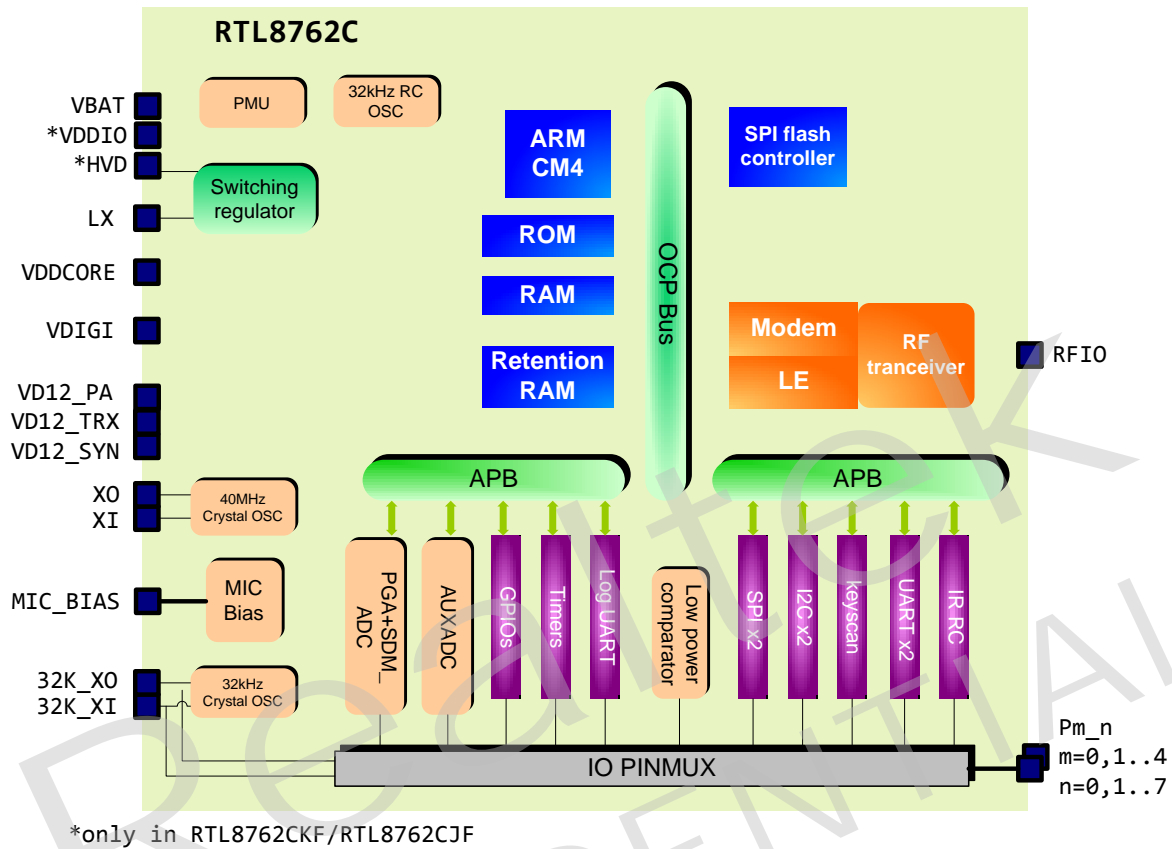 RTL8762C
VBAT
*VDDIO
*HVD
LX
VDDCORE
VDIGI
VD12_PA
VD12_TRX
VD12_SYN
XO
XI
MIC_BIAS
32K_XO
32K_XI
PMU
32kHz RC
OSC
Switching
regulator
40MHz
Crystal OSC
MIC
Bias
32kHz
Crystal OSC
ARM
CM4
ROM
RAM
Retention
RAM
OCP Bus
SPI flash
controller
Modem
LE
RF
tranceiver
RFIO
APB
APB
PGA+SDM_
ADC
AUXADC
GPIOs
Timers
Log UART
Low power
comparator
SPI x2
I2C x2
keyscan
UART x2
IR RC
IO PINMUX
Pm_n
m=0,1..4
n=0,1..7
*only in RTL8762CKF/RTL8762CJF
Realtek